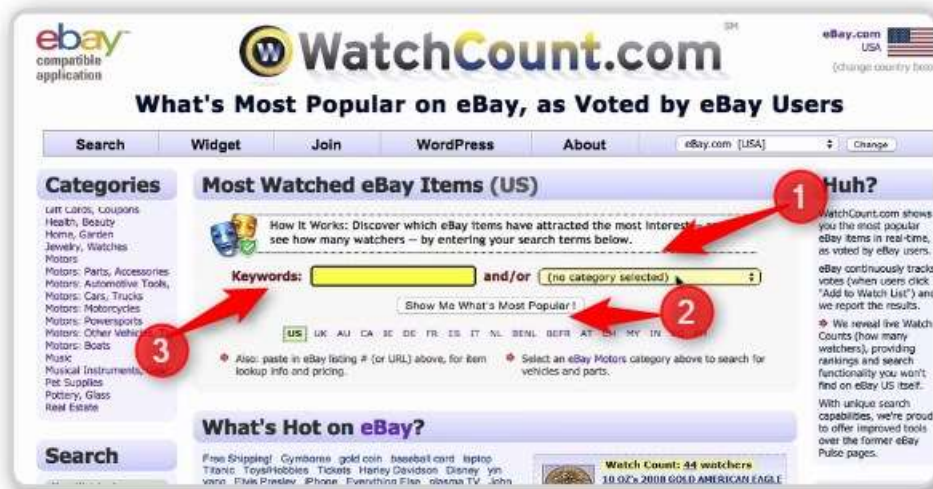 ebay
compatible
application
WatchCount.com
SM
eBay.com
USA
(change country
What's Most Popular on eBay, as Voted by eBay Users
Search Widget Join WordPress About eBay.com [USA] Change
Categories
Gift Cards, Coupons
Health, Beauty
Home, Garden
Jewelry, Watches
Motors
Motors: Parts, Accessories
Motors: Automotive Tools,
Motors: Cars, Trucks
Motors: Motorcycles
Motors: Powersports
Motors: Other Vehicles,
Motors: Boats
Music
Musical Instruments,
Pet Supplies
Pottery, Glass
Real Estate
Search
Most Watched eBay Items (US)
How It Works: Discover which eBay items have attracted the most
see how many watchers -- by entering your search terms below.
Keywords: and/or (no category selected)
Show Me What's Most Popular!
US UK AU CA IE DE FR ES IT NL BENL BEFR AT CH MY IN
Also: paste in eBay listing # (or URL) above, for item
lookup info and pricing.
Select an eBay Motors category above to search for
vehicles and parts.
1
2
3
What's Hot on eBay?
Free Shipping! Gymboree gold coin baseball card laptop
Titanic Toys/Hobbies Tickets Harley Davidson Disney yin
yang Elvis Presley iPhone Everything Else plasma TV John
Watch Count: 44 watchers
10 OZ's 2008 GOLD AMERICAN EAGLE
Huh?
WatchCount.com shows
you the most popular
eBay items in real-time,
as voted by eBay users.
eBay continuously tracks
votes (when users click
"Add to Watch List") and
we report the results.
We reveal live Watch
Counts (how many
watchers), providing
rankings and search
functionality you won't
find on eBay US itself.
With unique search
capabilities, we're proud
to offer improved tools
over the former eBay
Pulse pages.